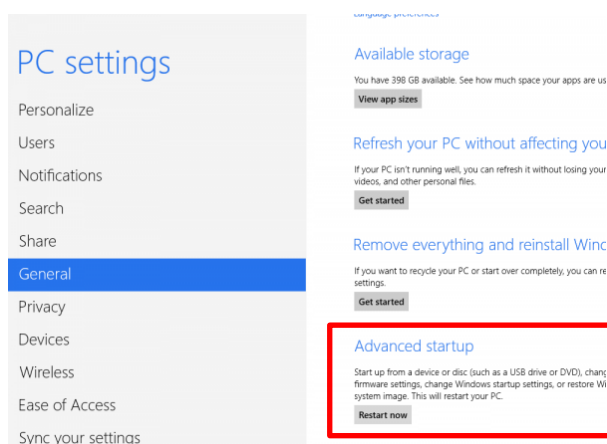 PC settings
Personalize
Users
Notifications
Search
Share
General
Privacy
Devices
Wireless
Ease of Access
Sync your settings
Language preferences
Available storage
You have 398 GB available. See how much space your apps are us
View app sizes
Refresh your PC without affecting you
If your PC isn't running well, you can refresh it without losing your
videos, and other personal files.
Get started
Remove everything and reinstall Wind
If you want to recycle your PC or start over completely, you can re
settings.
Get started
Advanced startup
Start up from a device or disc (such as a USB drive or DVD), chang
firmware settings, change Windows startup settings, or restore Wi
system image. This will restart your PC.
Restart now